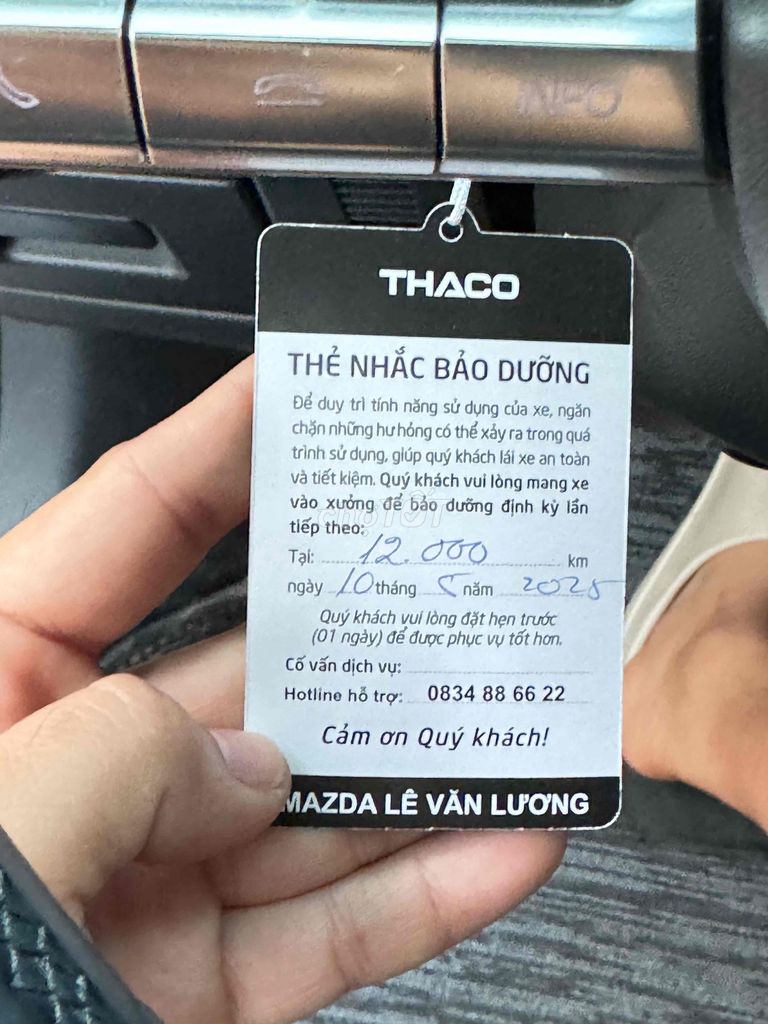 INFO
THACO
THẺ NHẮC BẢO DƯỠNG
Để duy trì tính năng sử dụng của xe, ngăn
chặn những hư hỏng có thể xảy ra trong quá
trình sử dụng, giúp quý khách lái xe an toàn
và tiết kiệm. Quý khách vui lòng mang xe
vào xưởng để bảo dưỡng định kỳ lần
tiếp theo:
chợTỐT
Tại: 12.000 km
ngày 10 tháng 5 năm 2025
Quý khách vui lòng đặt hẹn trước
(01 ngày) để được phục vụ tốt hơn.
Cố vấn dịch vụ:
Hotline hỗ trợ: 0834 88 66 22
Cảm ơn Quý khách!
MAZDA LÊ VĂN LƯƠNG